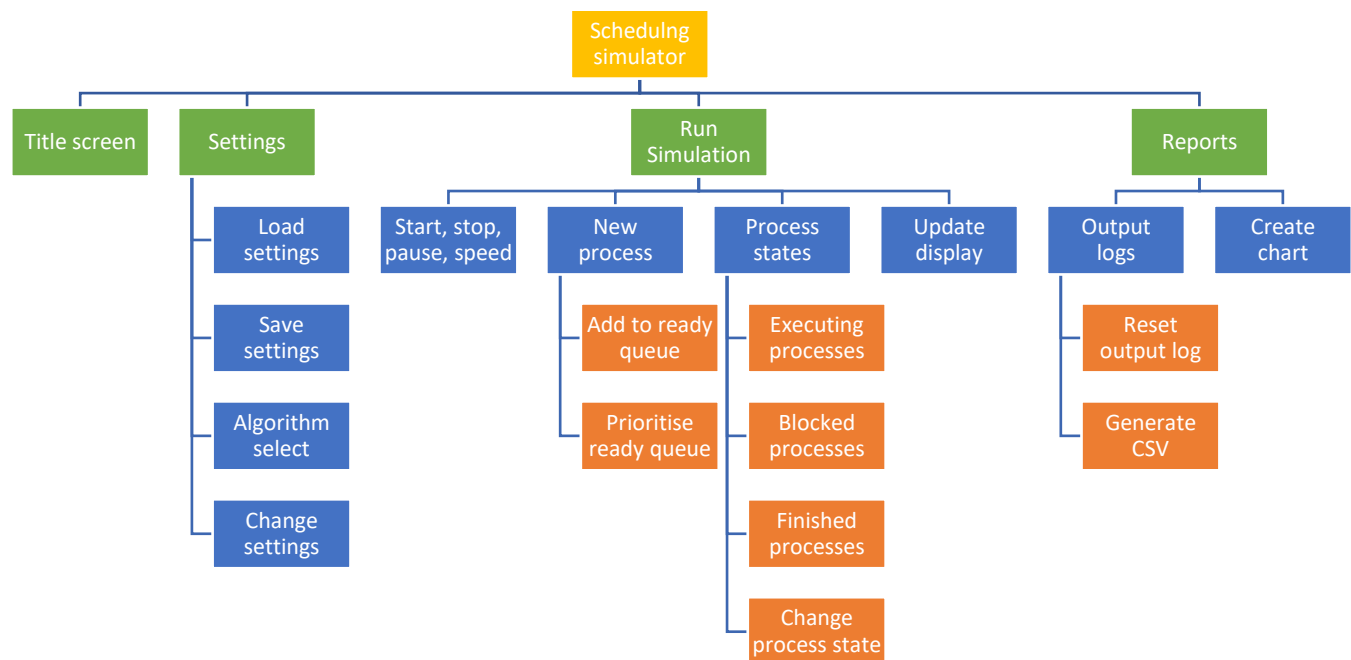 Schedulng
simulator
Title screen
Settings
Run
Simulation
Reports
Load
settings
Save
settings
Algorithm
select
Change
settings
Start, stop,
pause, speed
New
process
Add to ready
queue
Prioritise
ready queue
Process
states
Executing
processes
Blocked
processes
Finished
processes
Change
process state
Update
display
Output
logs
Reset
output log
Generate
CSV
Create
chart